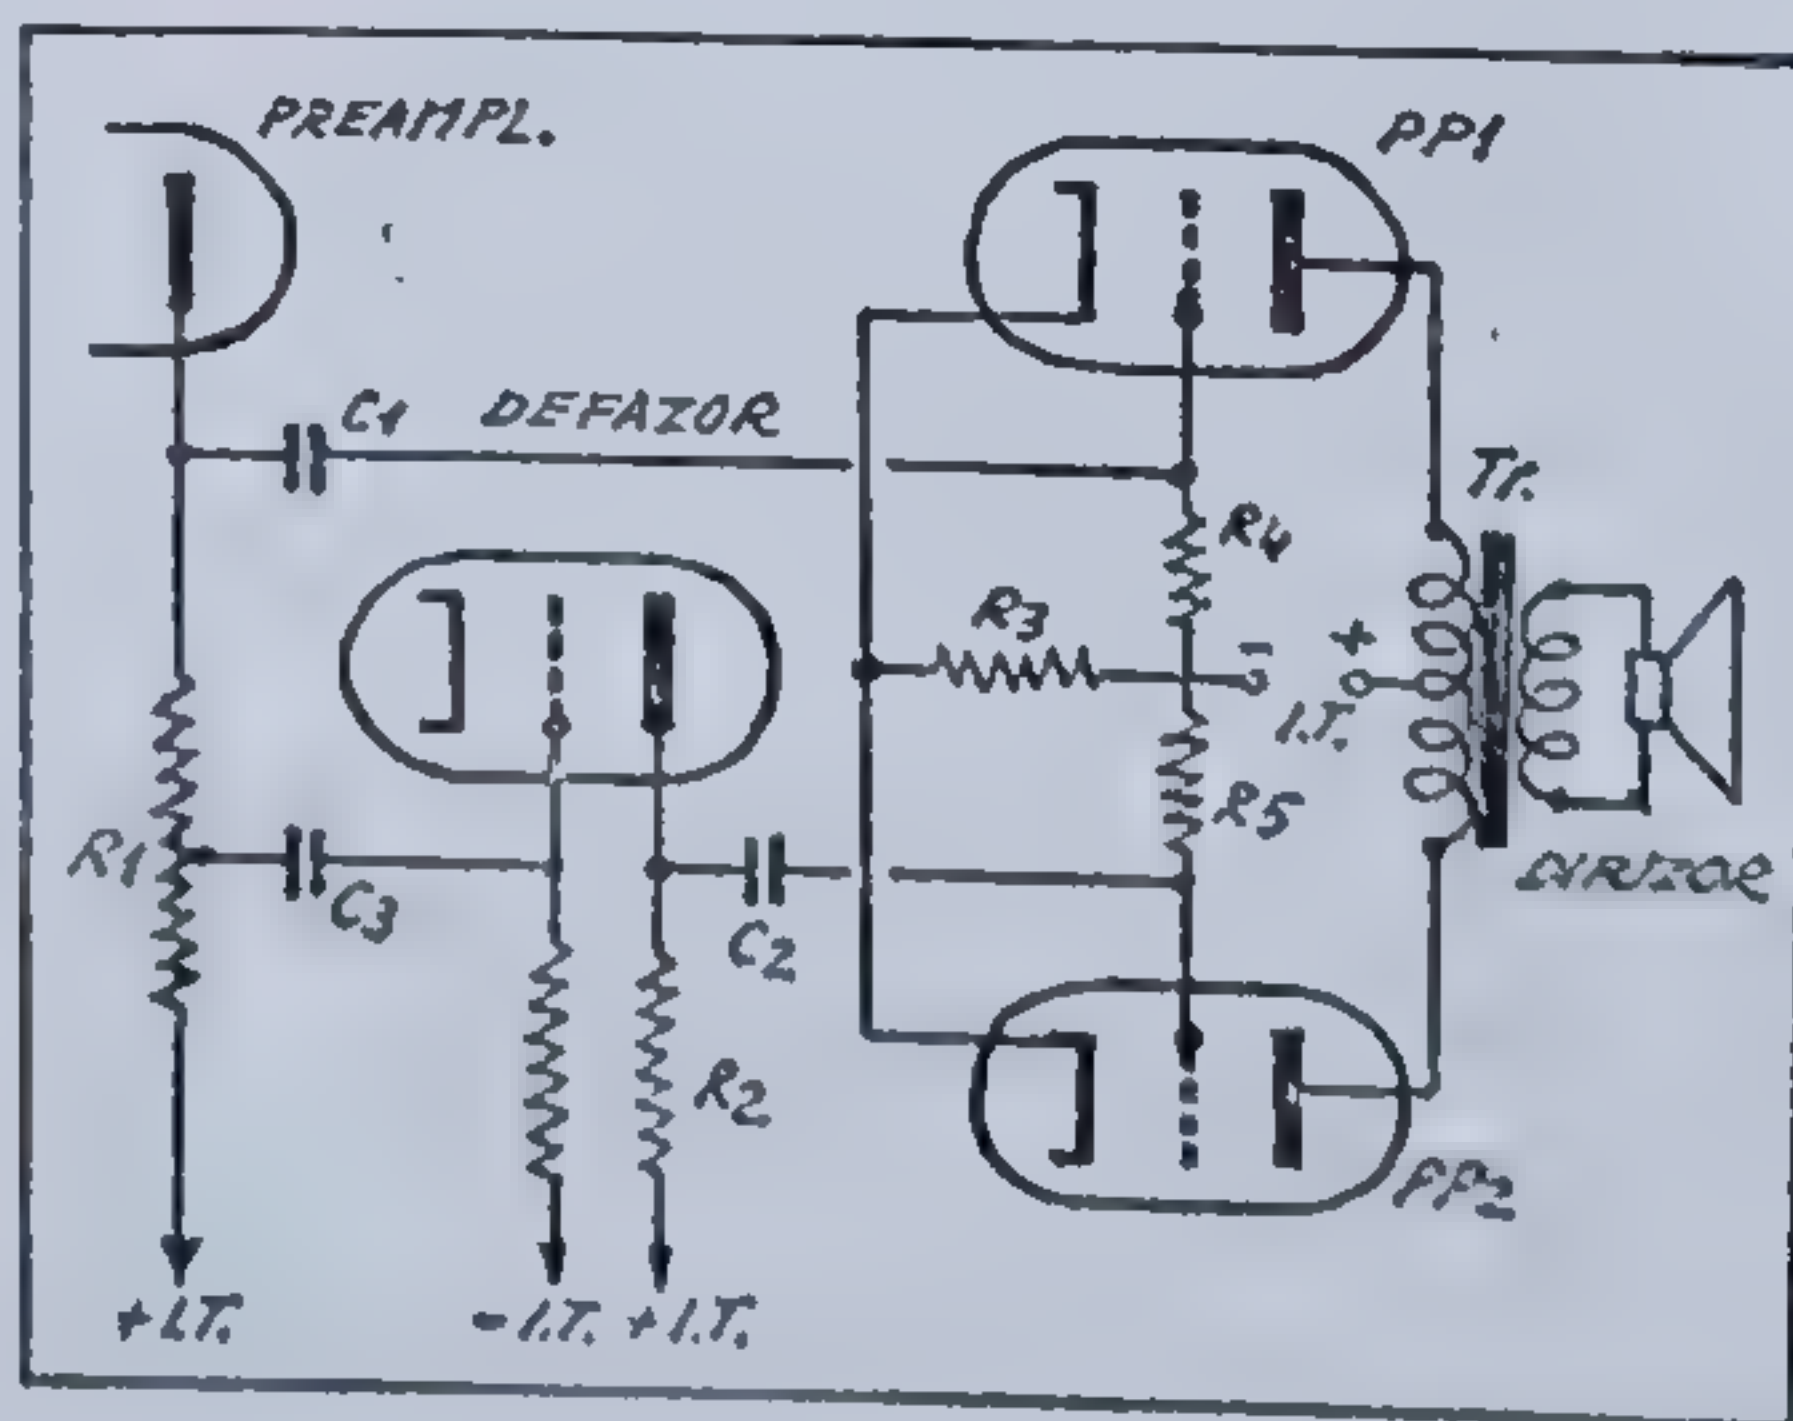 PREAMPL.
PP1
C1 DEFAZOR
Tr.
R4
R3
-
+
I.T.
R5
R1
C3
C2
DIFUZOR
R2
PP2
+I.T.
-I.T. +I.T.